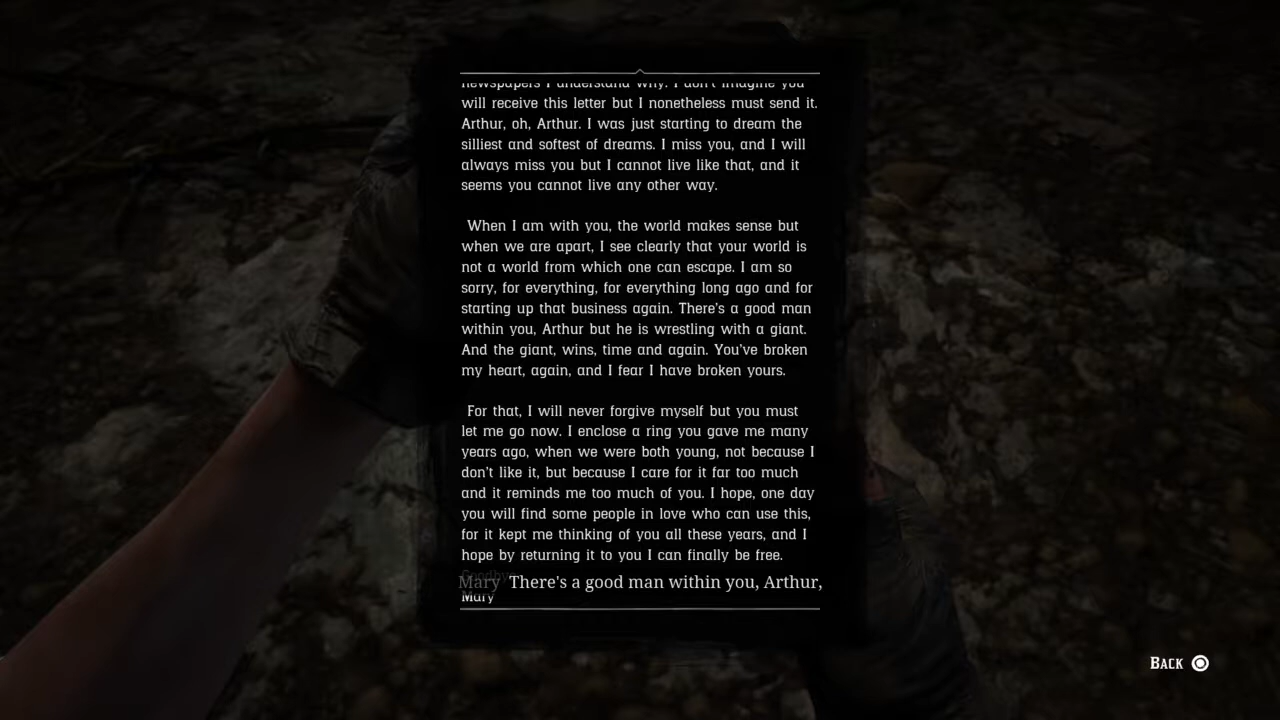 newspapers I understand why. I don't imagine you
will receive this letter but I nonetheless must send it.
Arthur, oh, Arthur. I was just starting to dream the
silliest and softest of dreams. I miss you, and I will
always miss you but I cannot live like that, and it
seems you cannot live any other way.
When I am with you, the world makes sense but
when we are apart, I see clearly that your world is
not a world from which one can escape. I am so
sorry, for everything, for everything long ago and for
starting up that business again. There's a good man
within you, Arthur but he is wrestling with a giant.
And the giant, wins, time and again. You've broken
my heart, again, and I fear I have broken yours.
For that, I will never forgive myself but you must
let me go now. I enclose a ring you gave me many
years ago, when we were both young, not because I
don't like it, but because I care for it far too much
and it reminds me too much of you. I hope, one day
you will find some people in love who can use this,
for it kept me thinking of you all these years, and I
hope by returning it to you I can finally be free.
Goodbye
Mary There's a good man within you, Arthur,
Mary
BACK